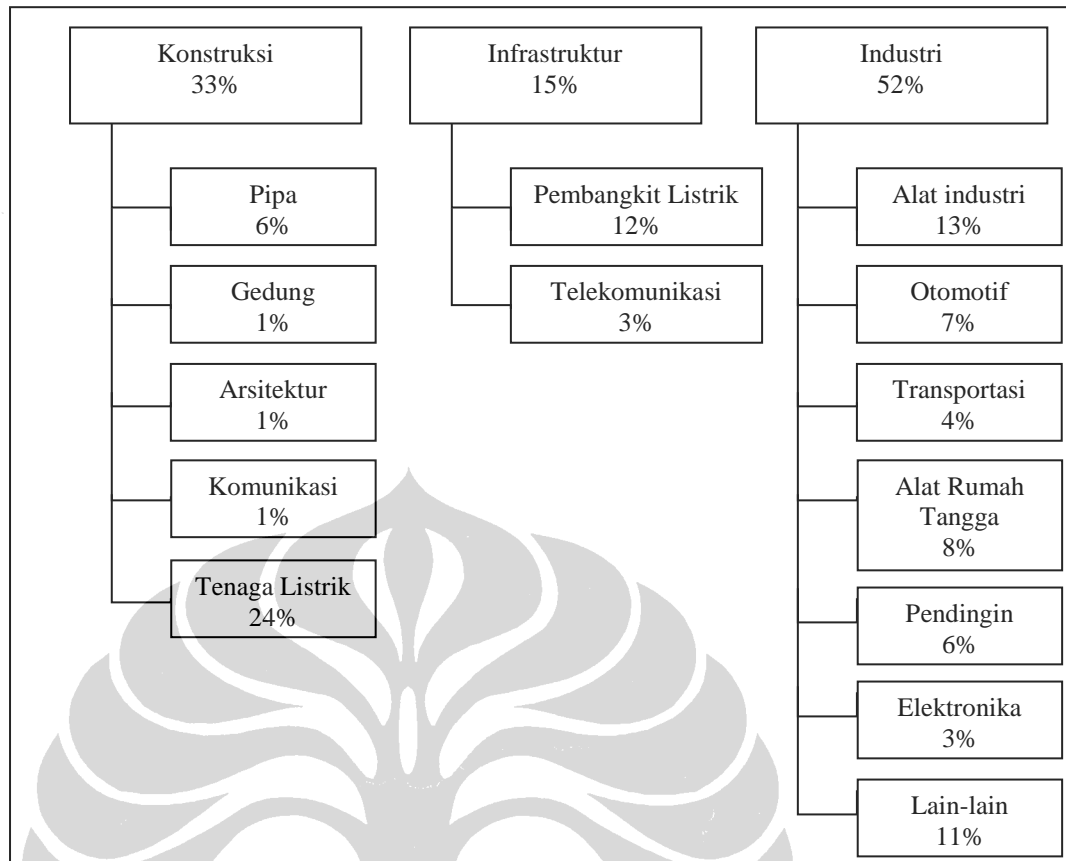 Konstruksi
33%
Pipa
6%
Gedung
1%
Arsitektur
1%
Komunikasi
1%
Tenaga Listrik
24%
Infrastruktur
15%
Pembangkit Listrik
12%
Telekomunikasi
3%
Industri
52%
Alat industri
13%
Otomotif
7%
Transportasi
4%
Alat Rumah
Tangga
8%
Pendingin
6%
Elektronika
3%
Lain-lain
11%